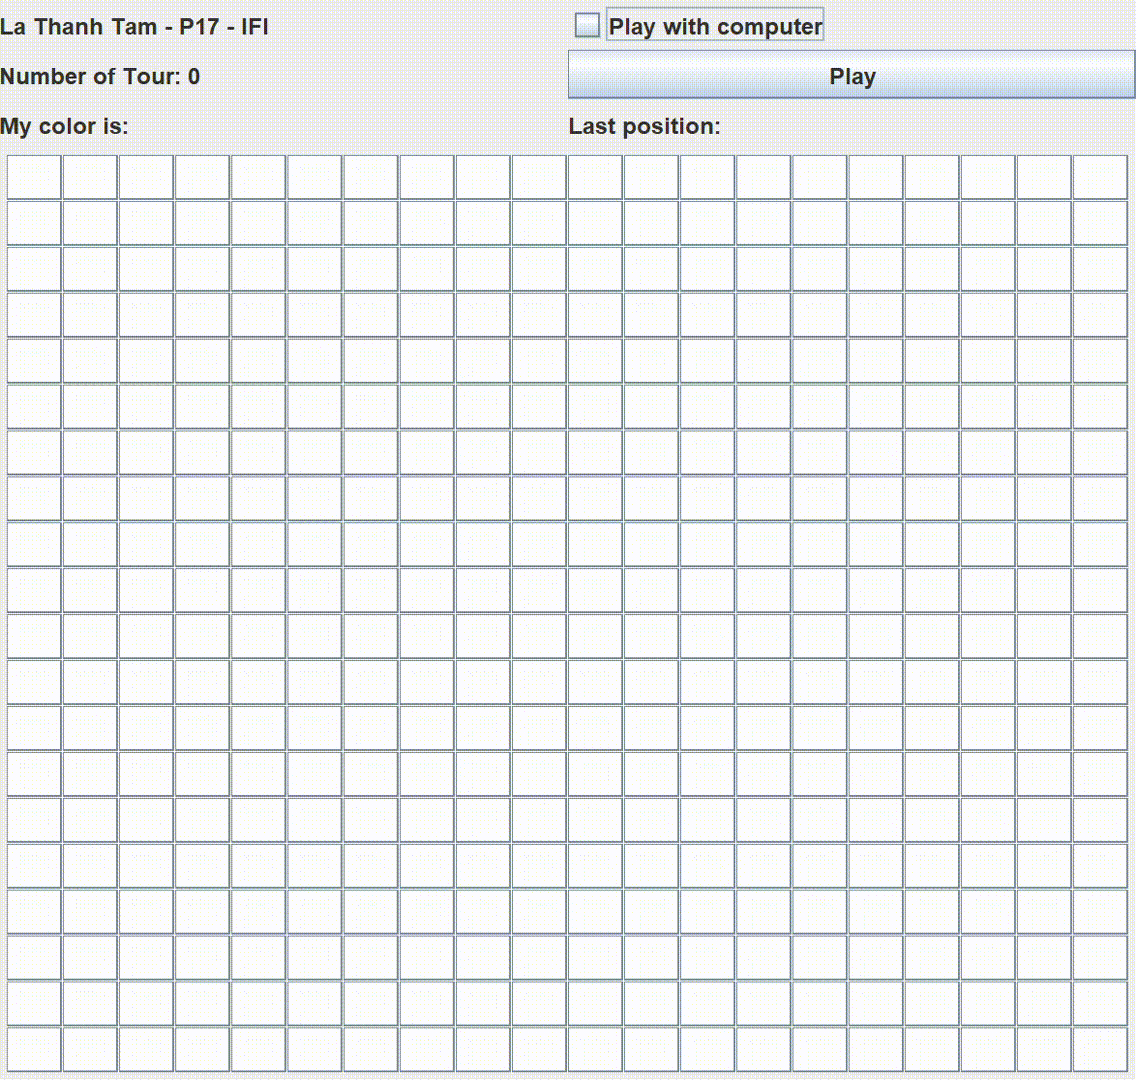 La Thanh Tam - P17 - IFI
Play with computer
Number of Tour: 0
Play
My color is:
Last position: